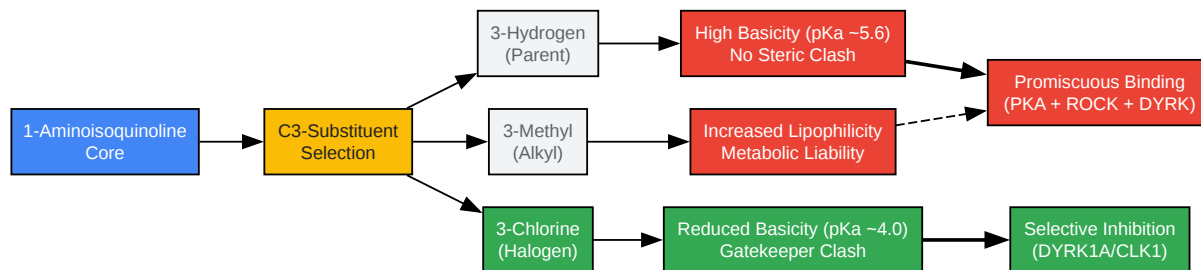 3-Hydrogen
(Parent)
High Basicity (pKa ~5.6)
No Steric Clash
Promiscuous Binding
(PKA + ROCK + DYRK)
1-Aminoisoquinoline
Core
C3-Substituent
Selection
3-Methyl
(Alkyl)
Increased Lipophilicity
Metabolic Liability
3-Chlorine
(Halogen)
Reduced Basicity (pKa ~4.0)
Gatekeeper Clash
Selective Inhibition
(DYRK1A/CLK1)